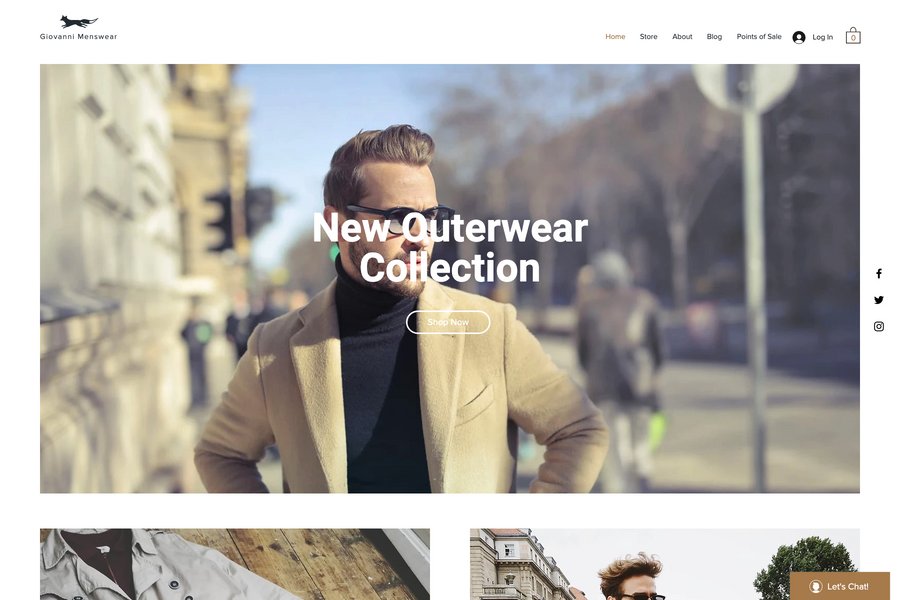 Giovanni Menswear
Home
Store
About
Blog
Points of Sale
Log In
0
New Outerwear
Collection
Shop Now
Let's Chat!